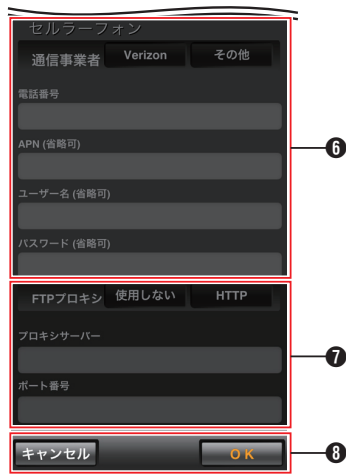 セルラーフォン
通信事業者 Verizon その他
電話番号
APN (省略可)
❻
ユーザー名 (省略可)
パスワード (省略可)
FTPプロキシ 使用しない HTTP
プロキシサーバー
❼
ポート番号
キャンセル OK ❽